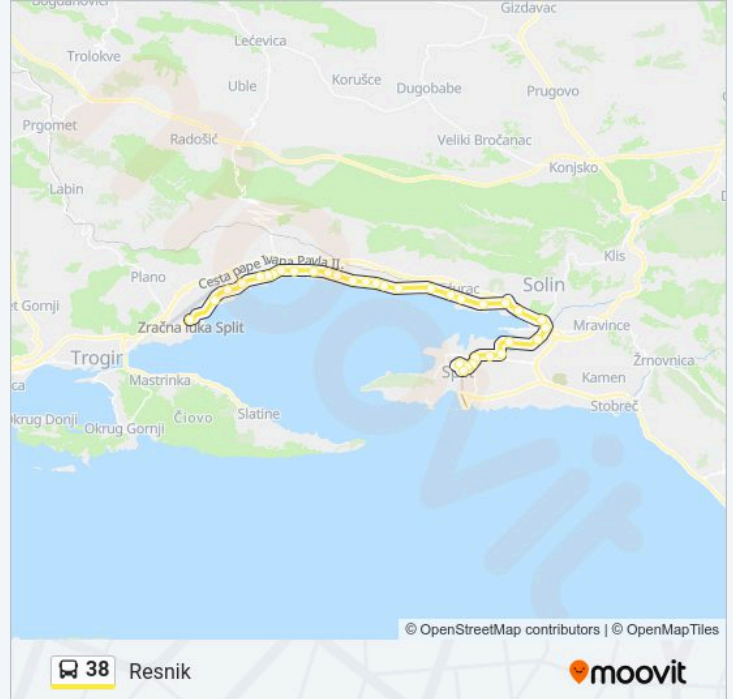 Gizdavac
Lećevica
Trolokve
Korušce
Uble
Dugobabe
Prugovo
Prgomet
Radošić
Veliki Bročanac
Konjsko
Labin
Klis
Cesta pape Ivana Pavla II.
Plano
Solin
Zračna luka Split
Mravince
Trogir
Split
Žrnovica
Mastrinka
Kamen
Čiovo
Slatine
Stobreč
Okrug Gornji
© OpenStreetMap contributors | © OpenMapTiles
38 Resnik
moovit